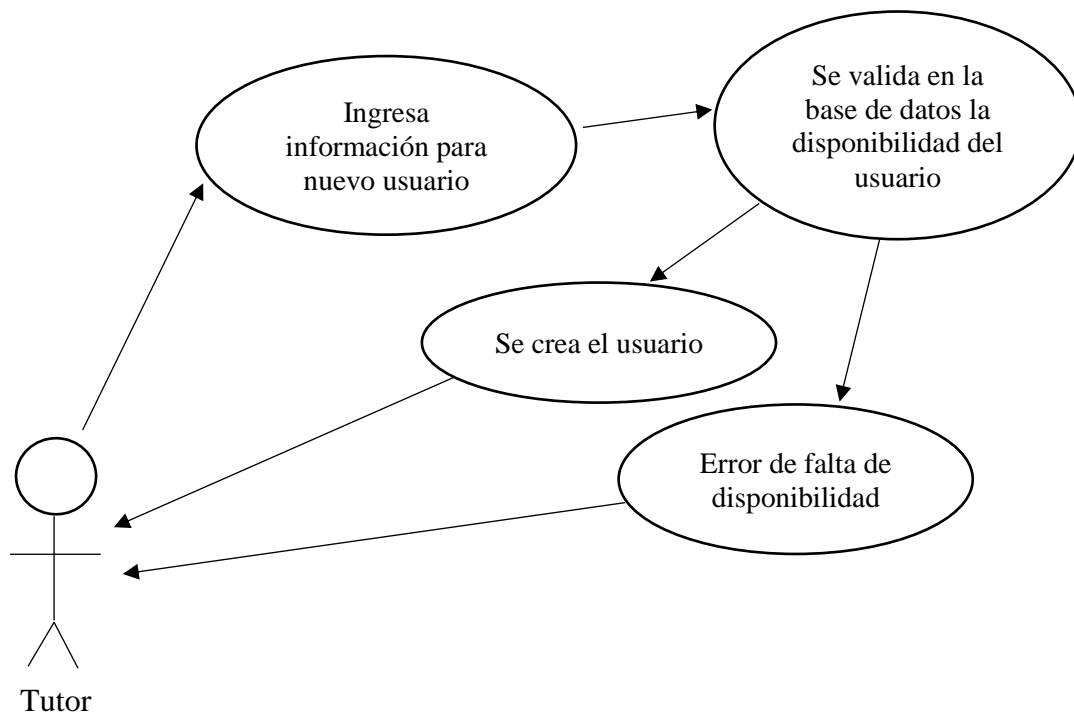 Ingresa
información para
nuevo usuario
Se valida en la
base de datos la
disponibilidad del
usuario
Se crea el usuario
Error de falta de
disponibilidad
Tutor